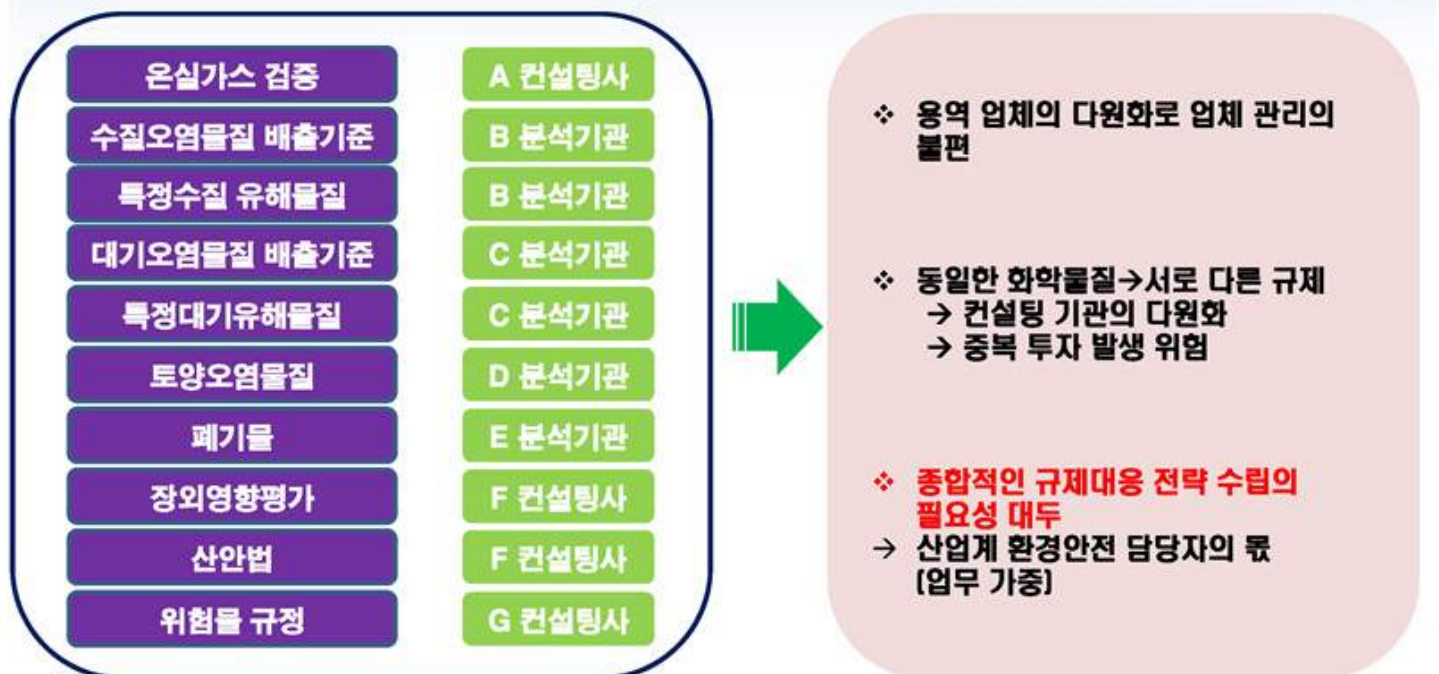 온실가스 검증 A 컨설팅사
수질오염물질 배출기준 B 분석기관
특정수질 유해물질 B 분석기관
대기오염물질 배출기준 C 분석기관
특정대기유해물질 C 분석기관
토양오염물질 D 분석기관
폐기물 E 분석기관
장외영향평가 F 컨설팅사
산안법 F 컨설팅사
위험물 규정 G 컨설팅사
❖ 용역 업체의 다원화로 업체 관리의
불편
❖ 동일한 화학물질→서로 다른 규제
→ 컨설팅 기관의 다원화
→ 중복 투자 발생 위험
❖ 종합적인 규제대응 전략 수립의
필요성 대두
→ 산업계 환경안전 담당자의 몫
(업무 가중)